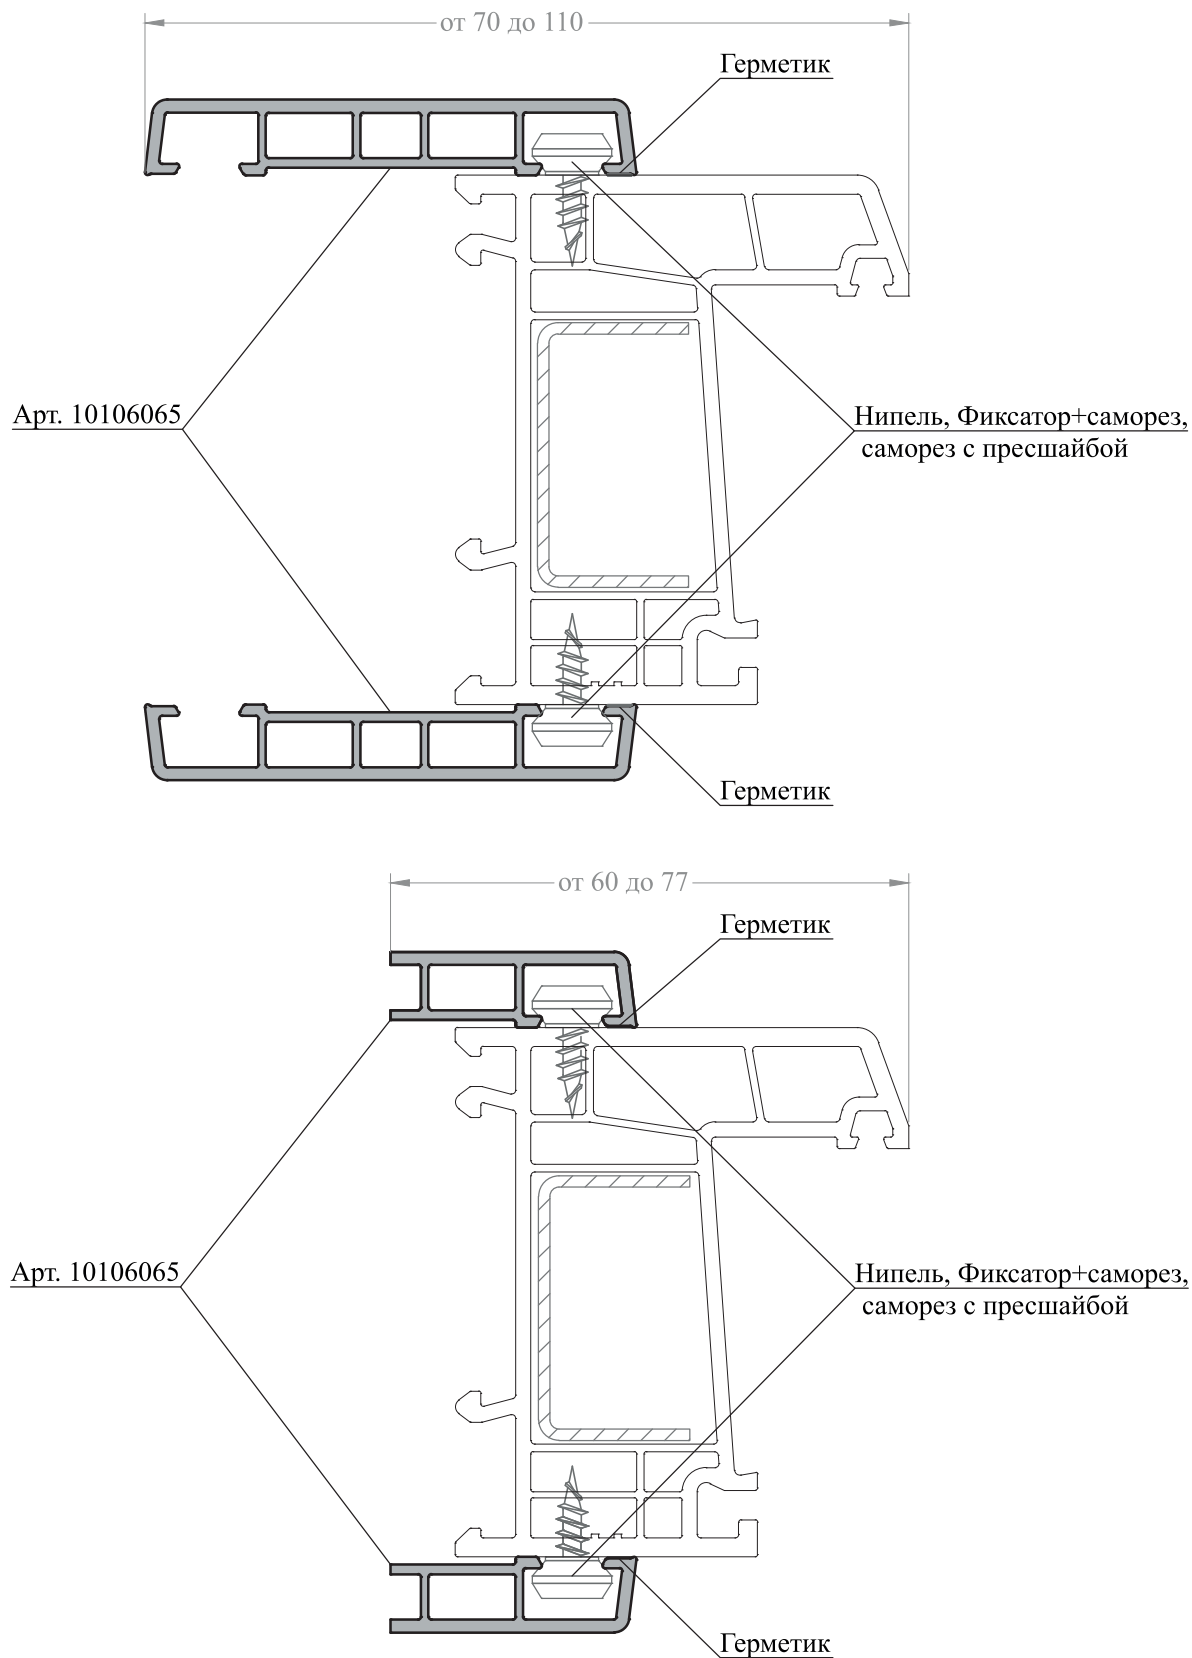 от 70 до 110
Герметик
Арт. 10106065
Нипель, Фиксатор+саморез,
саморез с пресшайбой
Герметик
от 60 до 77
Герметик
Арт. 10106065
Нипель, Фиксатор+саморез,
саморез с пресшайбой
Герметик